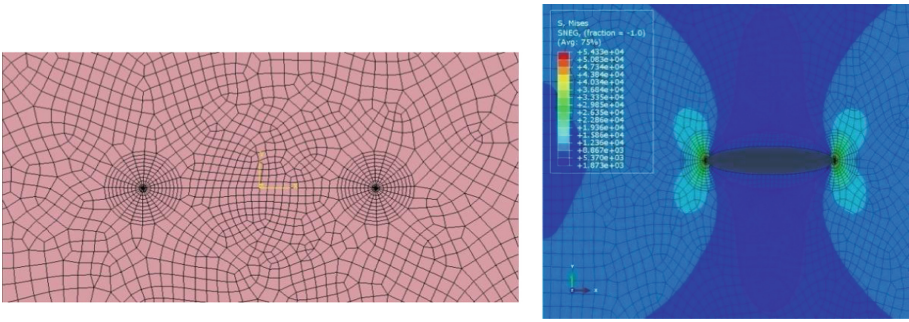 S, Mises
SNEG, (fraction = -1.0)
(Avg: 75%)
+5.433e+04
+5.083e+04
+4.734e+04
+4.384e+04
+4.034e+04
+3.684e+04
+3.335e+04
+2.985e+04
+2.635e+04
+2.286e+04
+1.936e+04
+1.586e+04
+1.236e+04
+8.867e+03
+5.370e+03
+1.873e+03
Y
X